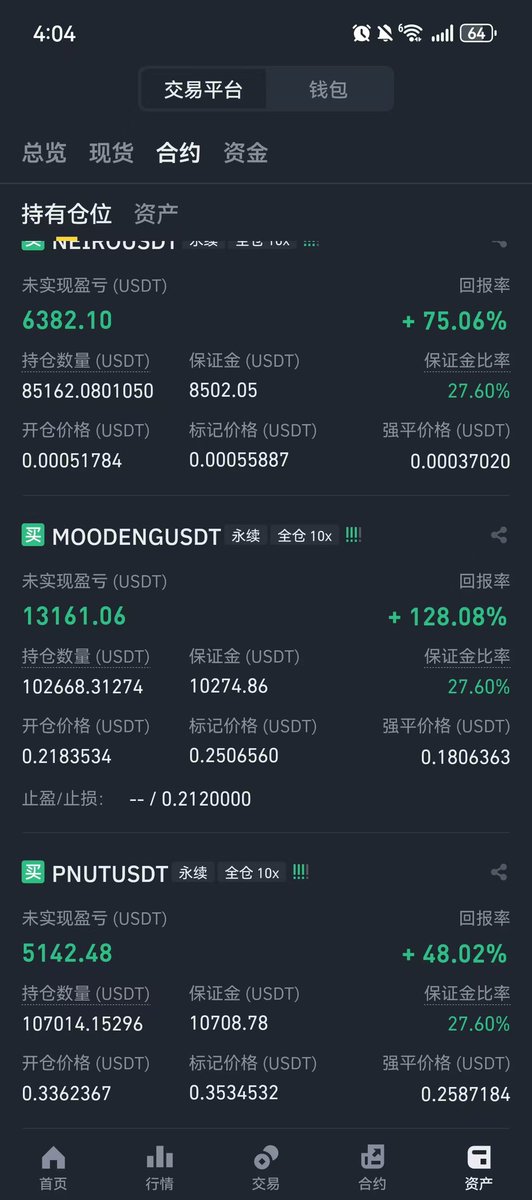 4:04
6
64
交易平台 钱包
总览 现货 合约 资金
持有仓位 资产
买 NEIROUSDT 永续 全仓 10x
未实现盈亏 (USDT) 回报率
6382.10 + 75.06%
持仓数量 (USDT) 保证金 (USDT) 保证金比率
85162.0801050 8502.05 27.60%
开仓价格 (USDT) 标记价格 (USDT) 强平价格 (USDT)
0.00051784 0.00055887 0.00037020
买 MOODENGUSDT 永续 全仓 10x
未实现盈亏 (USDT) 回报率
13161.06 + 128.08%
持仓数量 (USDT) 保证金 (USDT) 保证金比率
102668.31274 10274.86 27.60%
开仓价格 (USDT) 标记价格 (USDT) 强平价格 (USDT)
0.2183534 0.2506560 0.1806363
止盈/止损: -- / 0.2120000
买 PNUTUSDT 永续 全仓 10x
未实现盈亏 (USDT) 回报率
5142.48 + 48.02%
持仓数量 (USDT) 保证金 (USDT) 保证金比率
107014.15296 10708.78 27.60%
开仓价格 (USDT) 标记价格 (USDT) 强平价格 (USDT)
0.3362367 0.3534532 0.2587184
首页 行情 交易 合约 资产